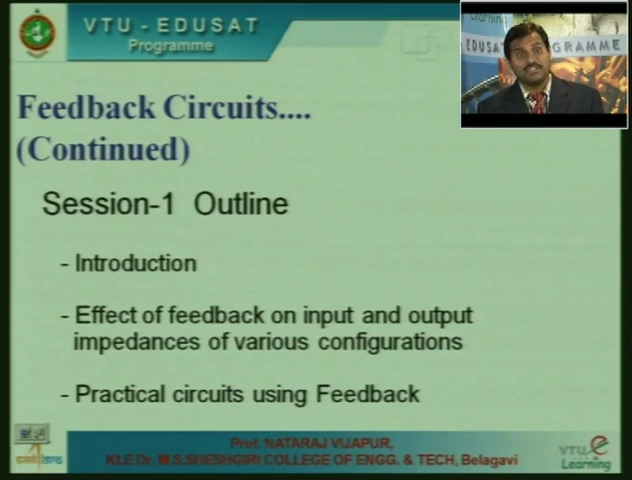 VTU - EDUSAT
Programme
Learning
EDUSAT PROGRAMME
Feedback Circuits....
(Continued)
Session-1 Outline
- Introduction
- Effect of feedback on input and output
impedances of various configurations
- Practical circuits using Feedback
Prof. NATARAJ VIJAPUR,
KLE Dr. M.S.SHESHGIRI COLLEGE OF ENGG. & TECH, Belagavi
VTU e
Learning